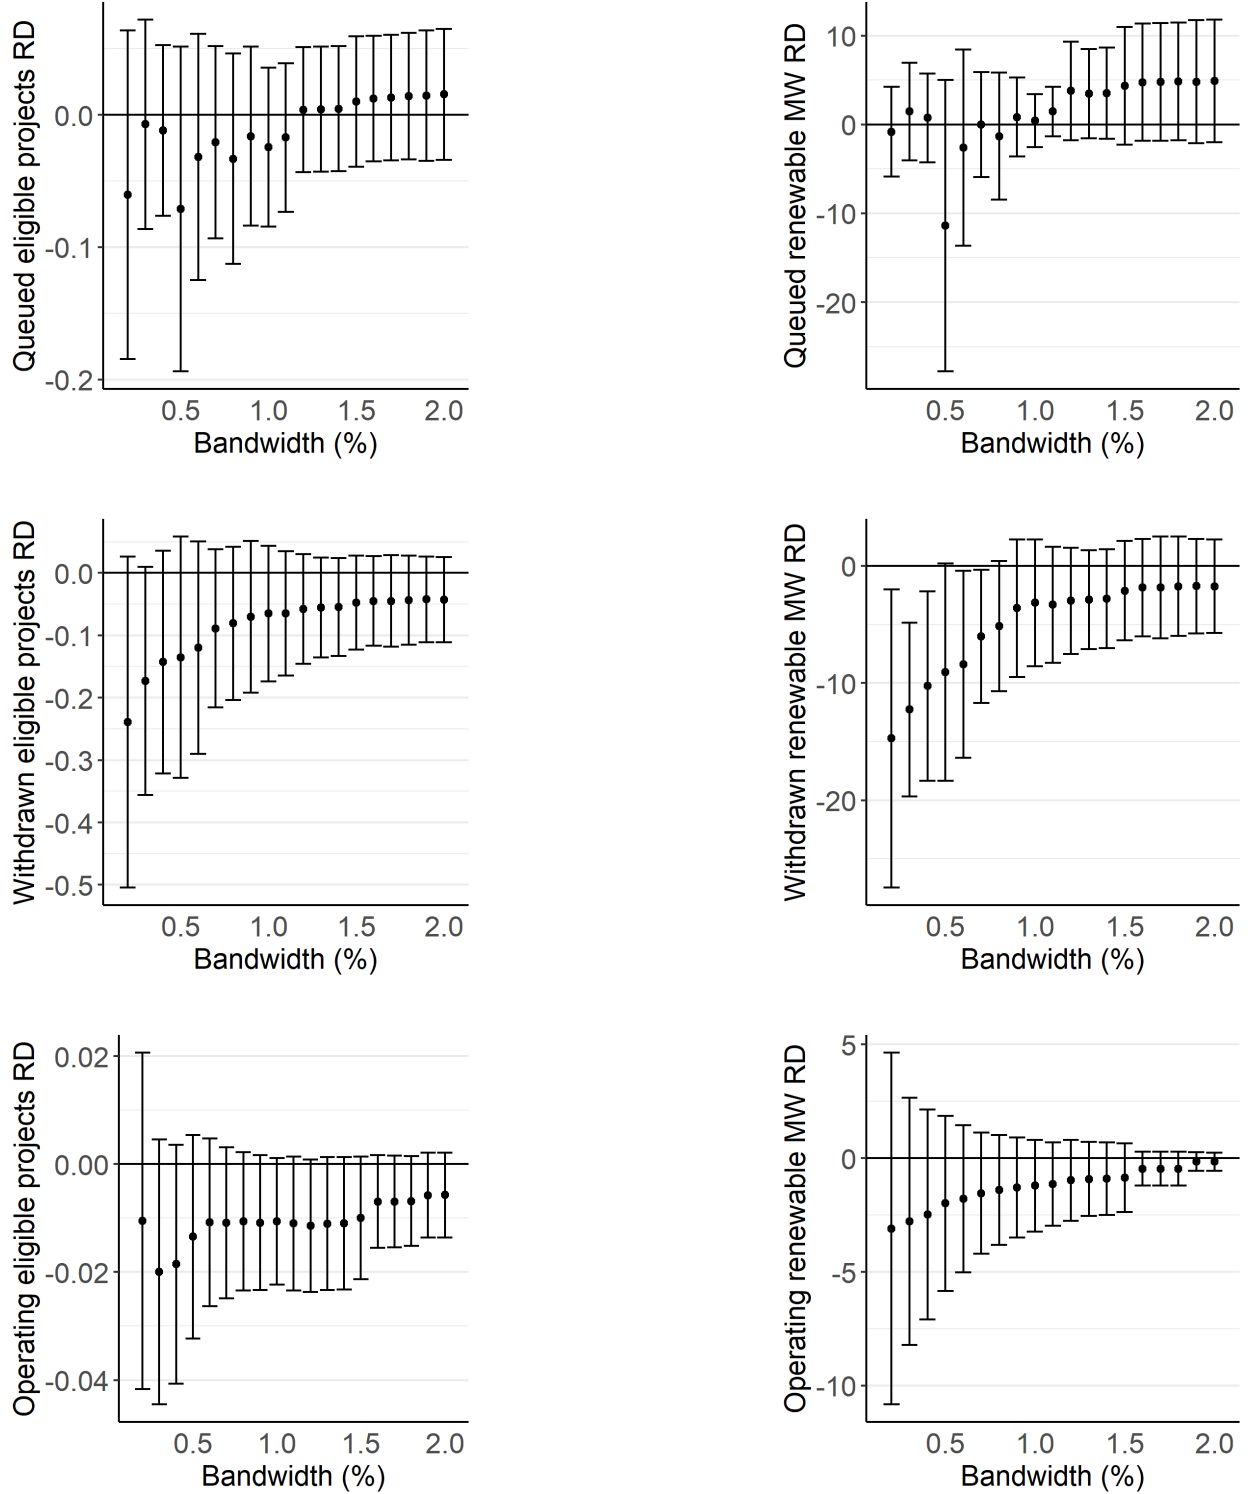 Queued eligible projects RD
0.0
-0.1
-0.2
0.5 1.0 1.5 2.0
Bandwidth (%)
Queued renewable MW RD
10
0
-10
-20
0.5 1.0 1.5 2.0
Bandwidth (%)
Withdrawn eligible projects RD
0.0
-0.1
-0.2
-0.3
-0.4
-0.5
0.5 1.0 1.5 2.0
Bandwidth (%)
Withdrawn renewable MW RD
0
-10
-20
0.5 1.0 1.5 2.0
Bandwidth (%)
Operating eligible projects RD
0.02
0.00
-0.02
-0.04
0.5 1.0 1.5 2.0
Bandwidth (%)
Operating renewable MW RD
5
0
-5
-10
0.5 1.0 1.5 2.0
Bandwidth (%)